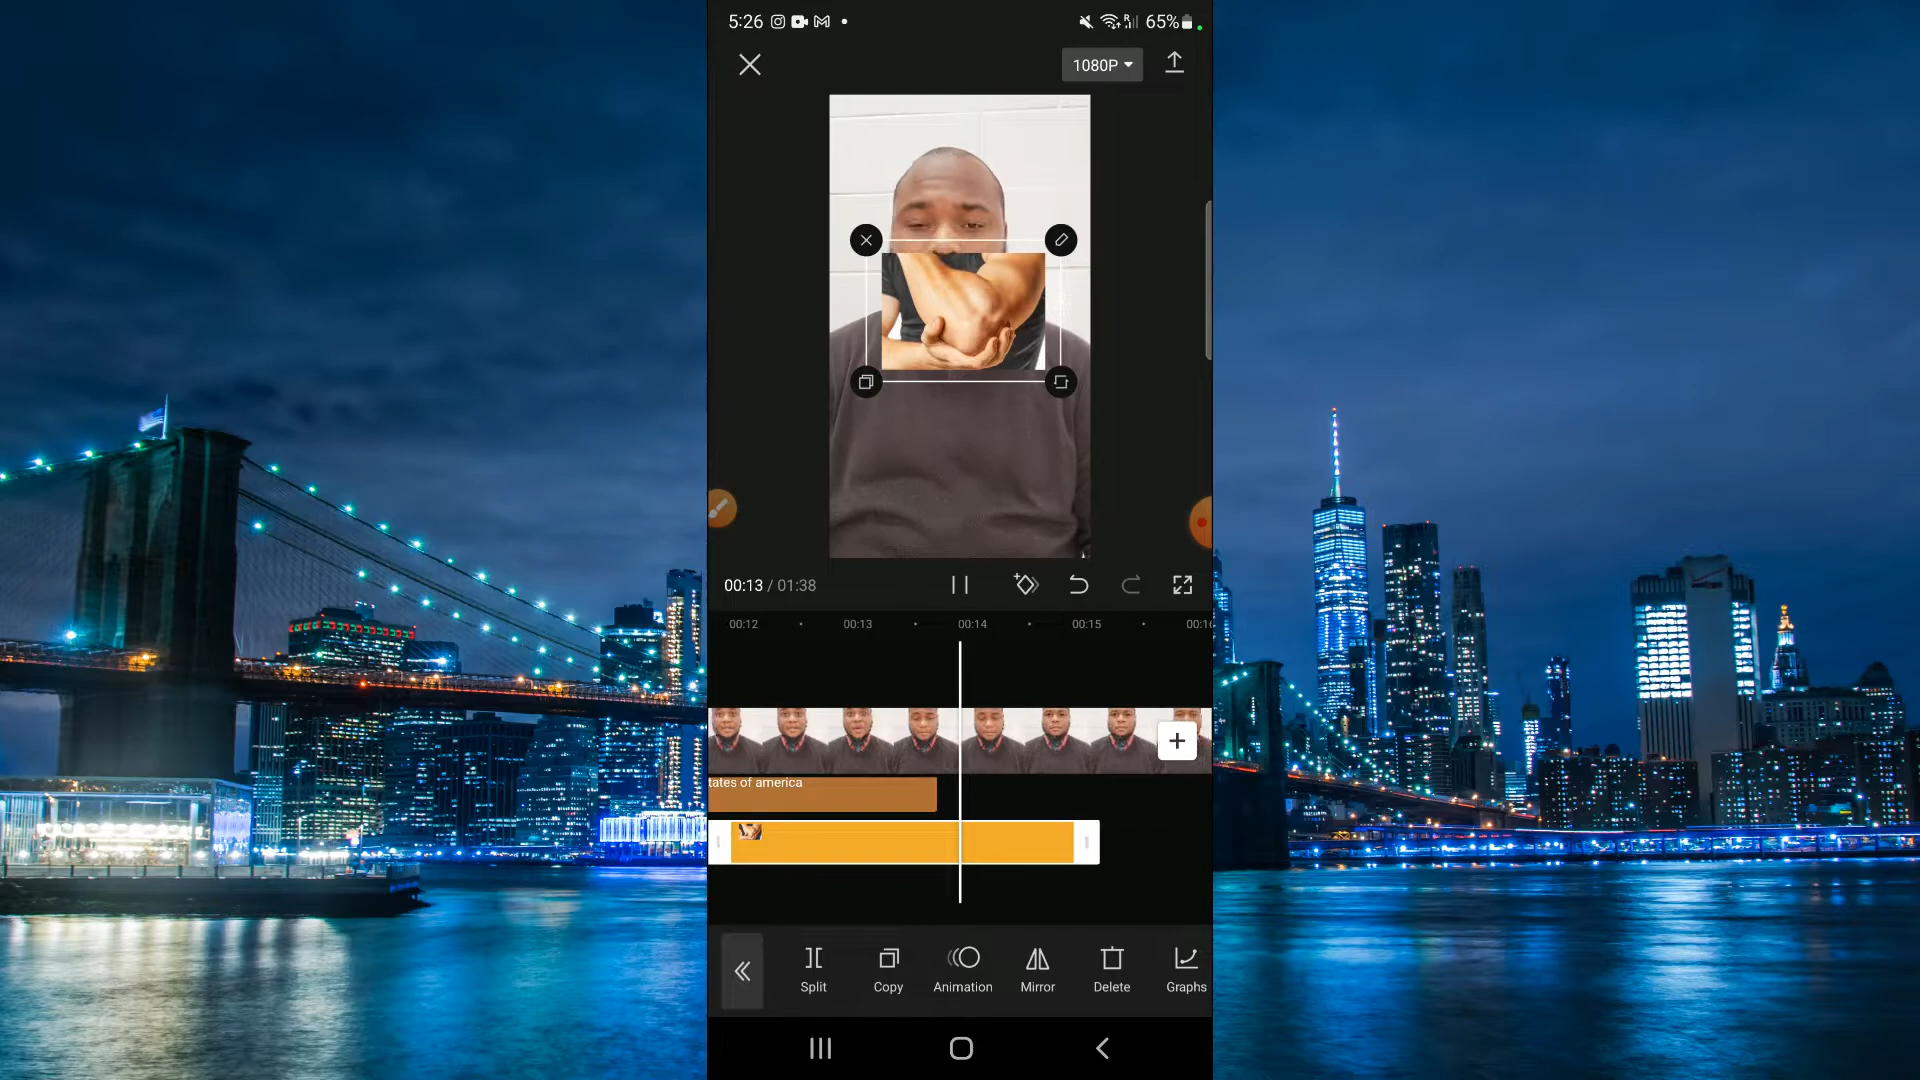 5:26
65%
1080P
00:13 / 01:38
00:12
00:13
00:14
00:15
tates of america
Split
Copy
Animation
Mirror
Delete
Graphs